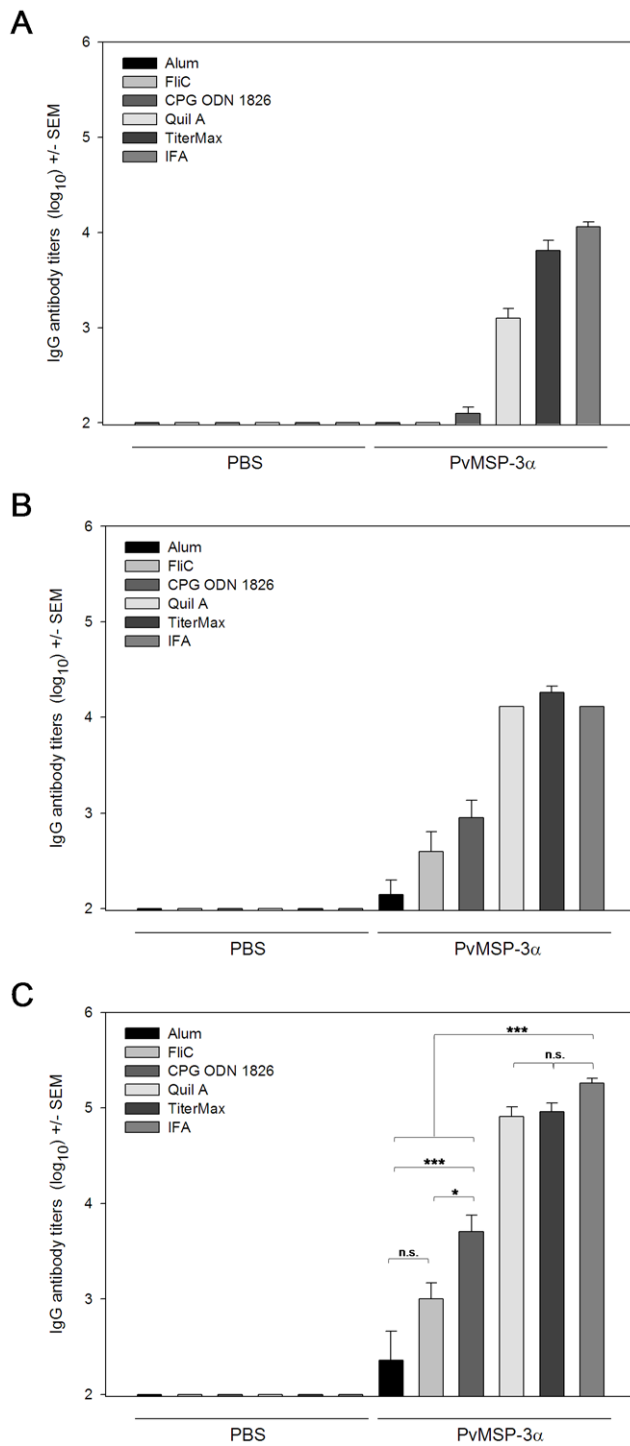 A
6
5
4
3
2
IgG antibody titers (log10) +/- SEM
Alum
FliC
CPG ODN 1826
Quil A
TiterMax
IFA
PBS
PvMSP-3α
B
6
5
4
3
2
IgG antibody titers (log10) +/- SEM
Alum
FliC
CPG ODN 1826
Quil A
TiterMax
IFA
PBS
PvMSP-3α
C
6
5
4
3
2
IgG antibody titers (log10) +/- SEM
Alum
FliC
CPG ODN 1826
Quil A
TiterMax
IFA
***
n.s.
***
*
n.s.
PBS
PvMSP-3α